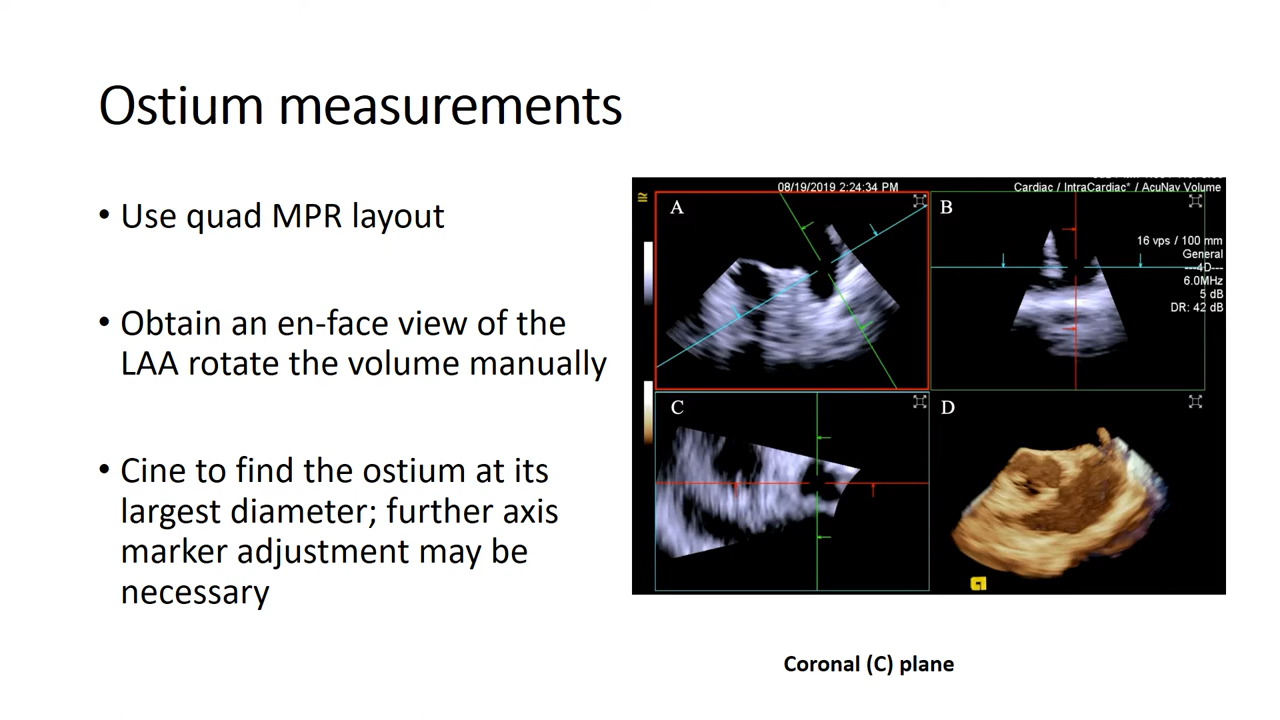 Ostium measurements
• Use quad MPR layout
• Obtain an en-face view of the
LAA rotate the volume manually
• Cine to find the ostium at its
largest diameter; further axis
marker adjustment may be
necessary
08/19/2019 2:24:34 PM
Cardiac / IntraCardiac* / AcuNav Volume
A
B
16 vps / 100 mm
General
---4D---
6.0MHz
5 dB
DR: 42 dB
C
D
Coronal (C) plane